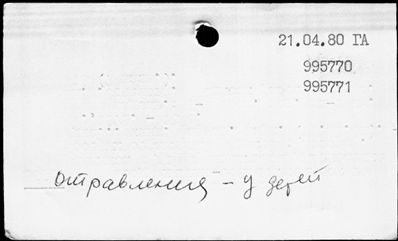 21.04.80 ГА
995770
995771
Отравления – у детей